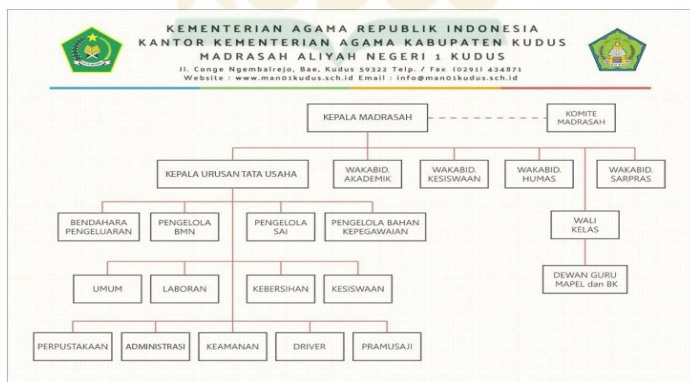 KEMENTERIAN AGAMA REPUBLIK INDONESIA
KANTOR KEMENTERIAN AGAMA KABUPATEN KUDUS
MADRASAH ALIYAH NEGERI 1 KUDUS
Jl. Conge Ngembalrejo, Bae, Kudus 59322 Telp. / Fax (0291) 434871
Website : www.man01kudus.sch.id Email : info@man01kudus.sch.id
KEPALA MADRASAH
KOMITE
MADRASAH
KEPALA URUSAN TATA USAHA
WAKABID.
AKADEMIK
WAKABID.
KESISWAAN
WAKABID.
HUMAS
WAKABID.
SARPRAS
BENDAHARA
PENGELUARAN
PENGELOLA
BMN
PENGELOLA
SAI
PENGELOLA BAHAN
KEPEGAWAIAN
WALI
KELAS
UMUM
LABORAN
KEBERSIHAN
KESISWAAN
DEWAN GURU
MAPEL dan BK
PERPUSTAKAAN
ADMINISTRASI
KEAMANAN
DRIVER
PRAMUSAJI